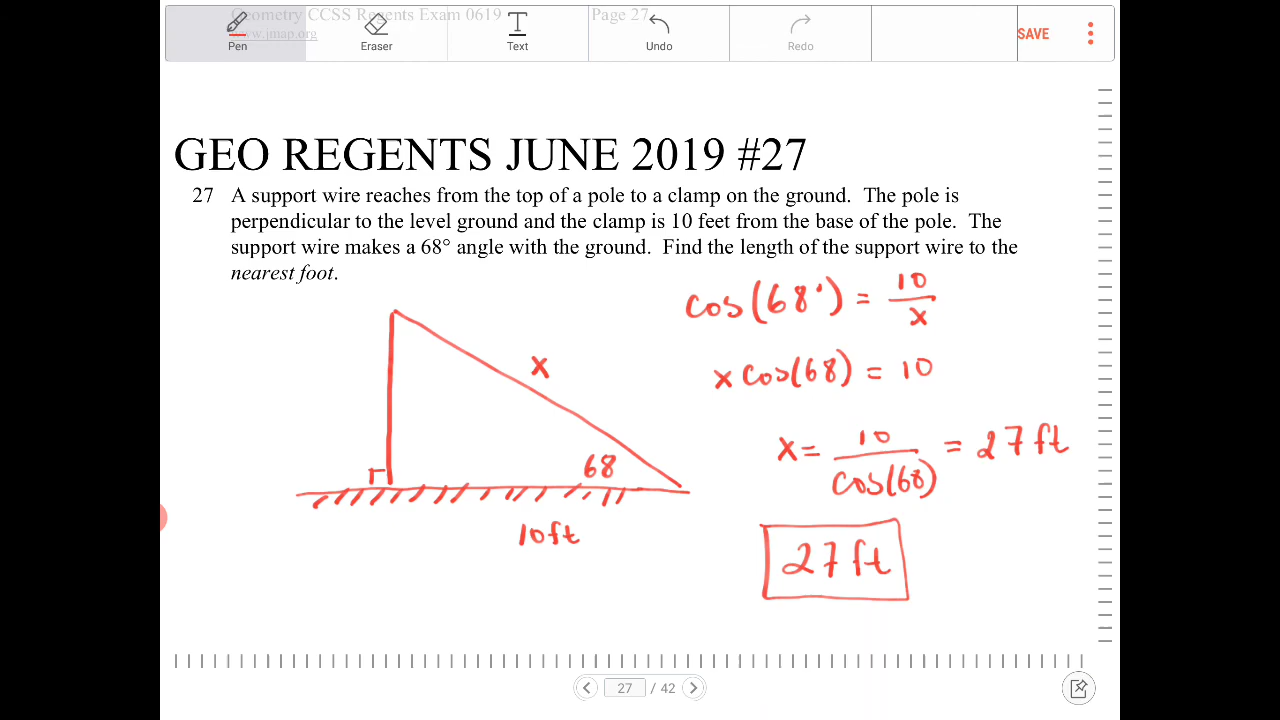 Geometry CCSS Regents Exam 0619 Page 27
www.jmap.org
Pen
Eraser
T
Text
Undo
Redo
SAVE
GEO REGENTS JUNE 2019 #27
27 A support wire reaches from the top of a pole to a clamp on the ground. The pole is
perpendicular to the level ground and the clamp is 10 feet from the base of the pole. The
support wire makes a 68° angle with the ground. Find the length of the support wire to the
nearest foot.
cos(68°) = 10/x
x cos(68) = 10
x = 10/cos(68) = 27 ft
27 ft
x
68
10ft
27 / 42